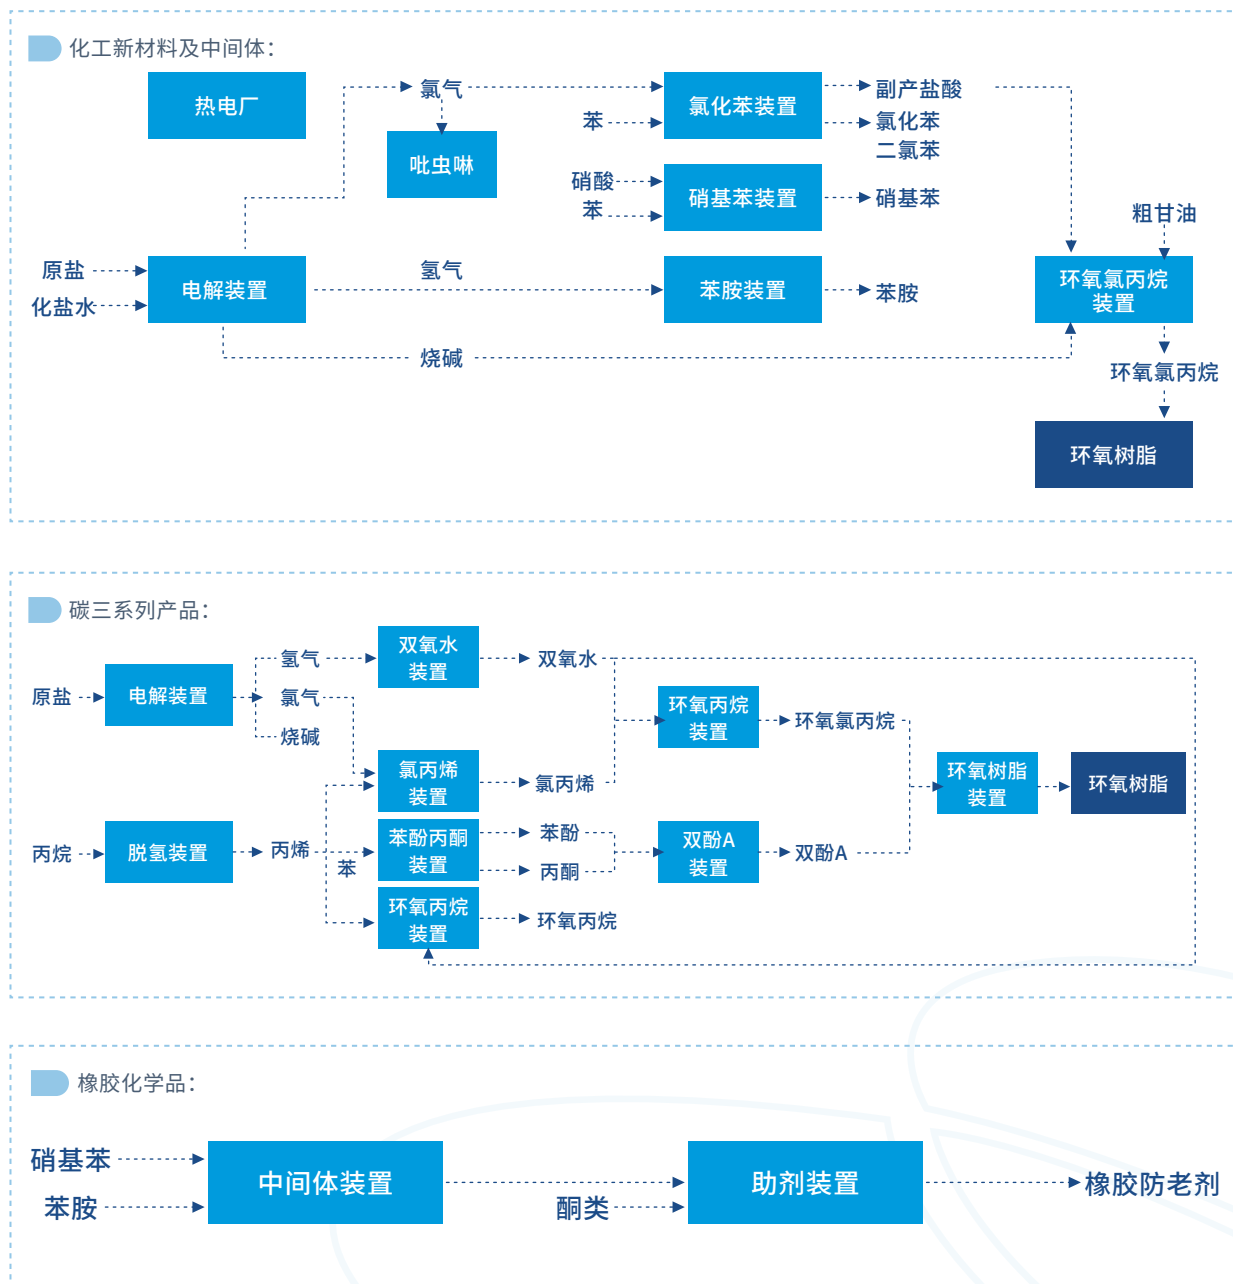 化工新材料及中间体：
热电厂
氯气
氯化苯装置
副产盐酸
苯
氯化苯
二氯苯
吡虫啉
硝酸
苯
硝基苯装置
硝基苯
粗甘油
原盐
化盐水
电解装置
氢气
苯胺装置
苯胺
环氧氯丙烷
装置
烧碱
环氧氯丙烷
环氧树脂
碳三系列产品：
原盐
电解装置
氢气
氯气
烧碱
双氧水
装置
双氧水
环氧丙烷
装置
环氧氯丙烷
氯丙烯
装置
氯丙烯
环氧树脂
装置
环氧树脂
丙烷
脱氢装置
丙烯
苯
苯酚丙酮
装置
苯酚
丙酮
双酚A
装置
双酚A
环氧丙烷
装置
环氧丙烷
橡胶化学品：
硝基苯
苯胺
中间体装置
酮类
助剂装置
橡胶防老剂